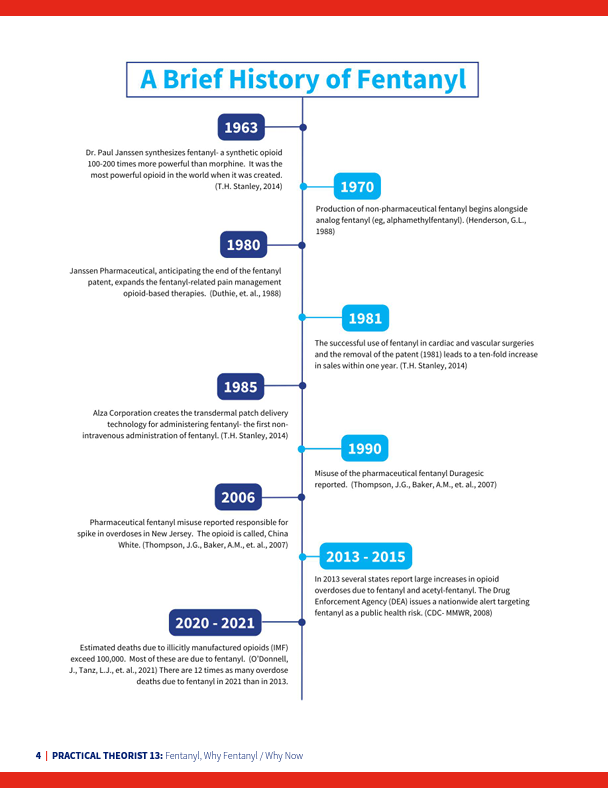 A Brief History of Fentanyl
1963
Dr. Paul Janssen synthesizes fentanyl- a synthetic opioid
100-200 times more powerful than morphine. It was the
most powerful opioid in the world when it was created.
(T.H. Stanley, 2014)
1970
Production of non-pharmaceutical fentanyl begins alongside
analog fentanyl (eg, alphamethylfentanyl). (Henderson, G.L.,
1988)
1980
Janssen Pharmaceutical, anticipating the end of the fentanyl
patent, expands the fentanyl-related pain management
opioid-based therapies. (Duthie, et. al., 1988)
1981
The successful use of fentanyl in cardiac and vascular surgeries
and the removal of the patent (1981) leads to a ten-fold increase
in sales within one year. (T.H. Stanley, 2014)
1985
Alza Corporation creates the transdermal patch delivery
technology for administering fentanyl- the first non-
intravenous administration of fentanyl. (T.H. Stanley, 2014)
1990
Misuse of the pharmaceutical fentanyl Duragesic
reported. (Thompson, J.G., Baker, A.M., et. al., 2007)
2006
Pharmaceutical fentanyl misuse reported responsible for
spike in overdoses in New Jersey. The opioid is called, China
White. (Thompson, J.G., Baker, A.M., et. al., 2007)
2013 - 2015
In 2013 several states report large increases in opioid
overdoses due to fentanyl and acetyl-fentanyl. The Drug
Enforcement Agency (DEA) issues a nationwide alert targeting
fentanyl as a public health risk. (CDC- MMWR, 2008)
2020 - 2021
Estimated deaths due to illicitly manufactured opioids (IMF)
exceed 100,000. Most of these are due to fentanyl. (O'Donnell,
J., Tanz, L.J., et. al., 2021) There are 12 times as many overdose
deaths due to fentanyl in 2021 than in 2013.
4 | PRACTICAL THEORIST 13: Fentanyl, Why Fentanyl / Why Now